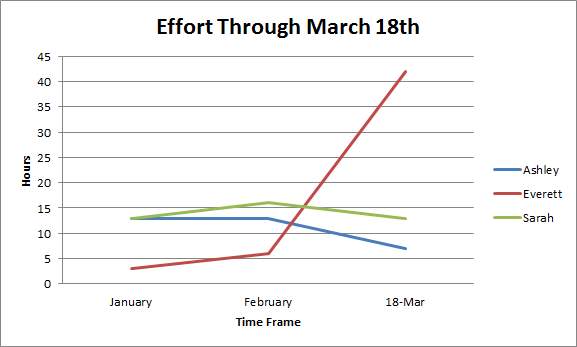 Effort Through March 18th
45
40
35
30
25
20
15
10
5
0
Hours
January February 18-Mar
Time Frame
Ashley
Everett
Sarah